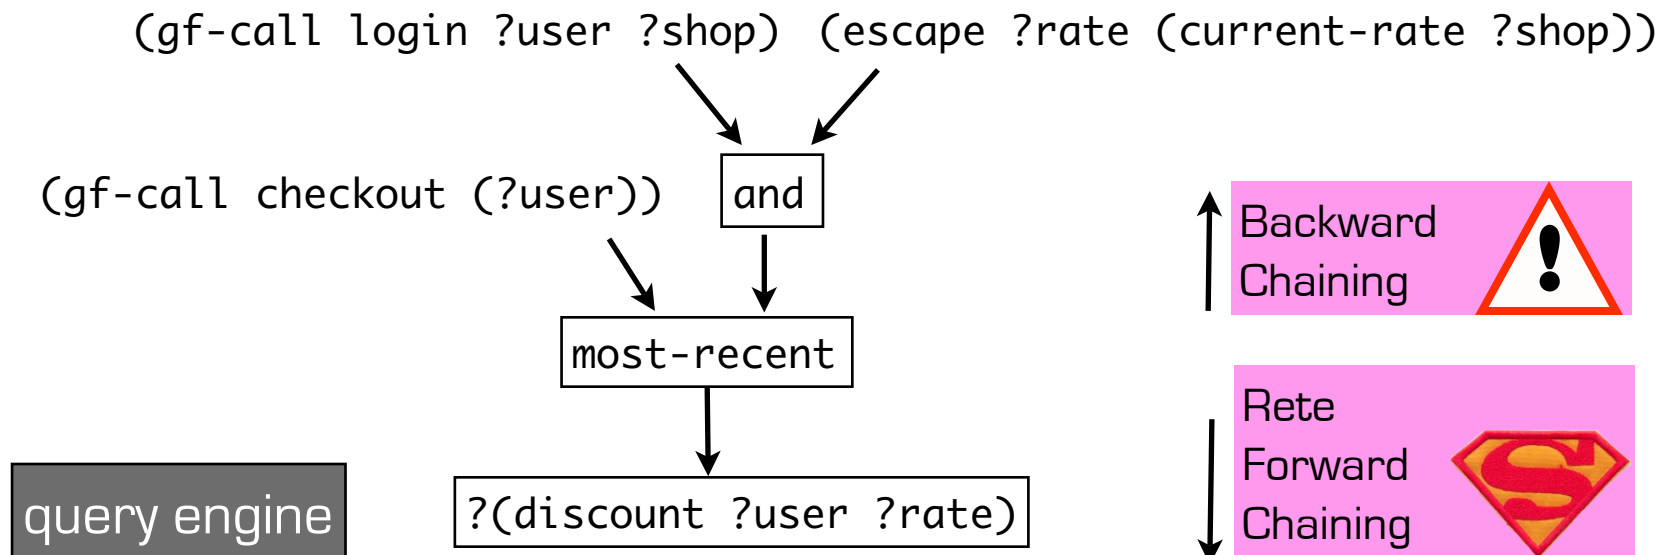 (gf-call login ?user ?shop) (escape ?rate (current-rate ?shop))
(gf-call checkout (?user))
and
most-recent
?(discount ?user ?rate)
query engine
Backward
Chaining
!
Rete
Forward
Chaining
S